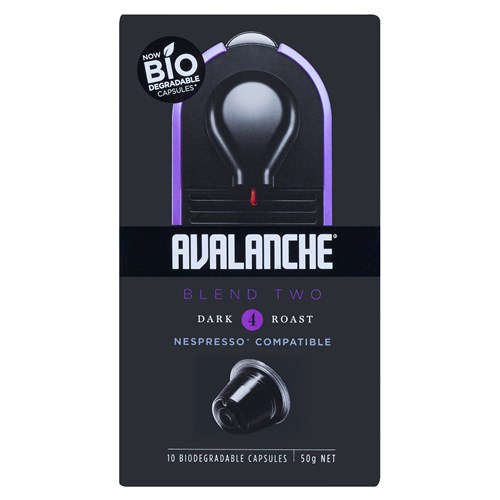 NOW
BIO
DEGRADABLE
CAPSULES*
AVALANCHE®
BLEND TWO
DARK 4 ROAST
NESPRESSO* COMPATIBLE
10 BIODEGRADABLE CAPSULES | 50g NET